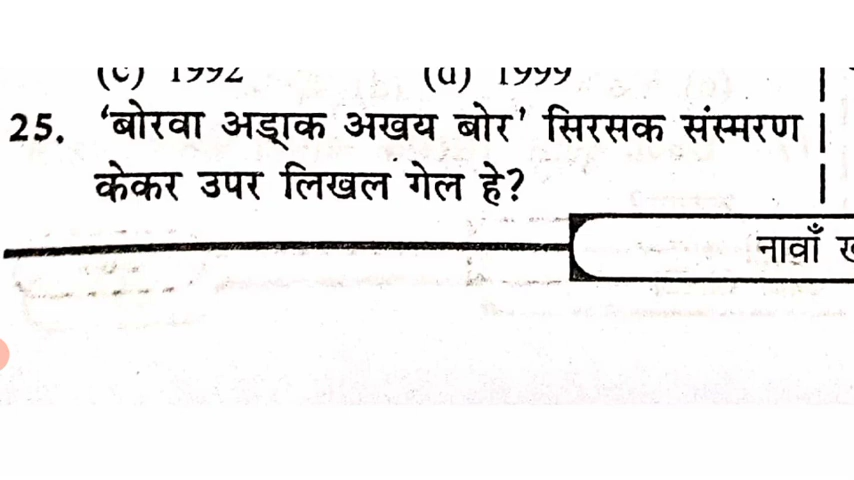 (c) 1992 (d) 1999
25. ‘बोरवा अड्राक अखय बोर’ सिरसक संस्मरण
केकर उपर लिखल गेल हे?
नावाँ